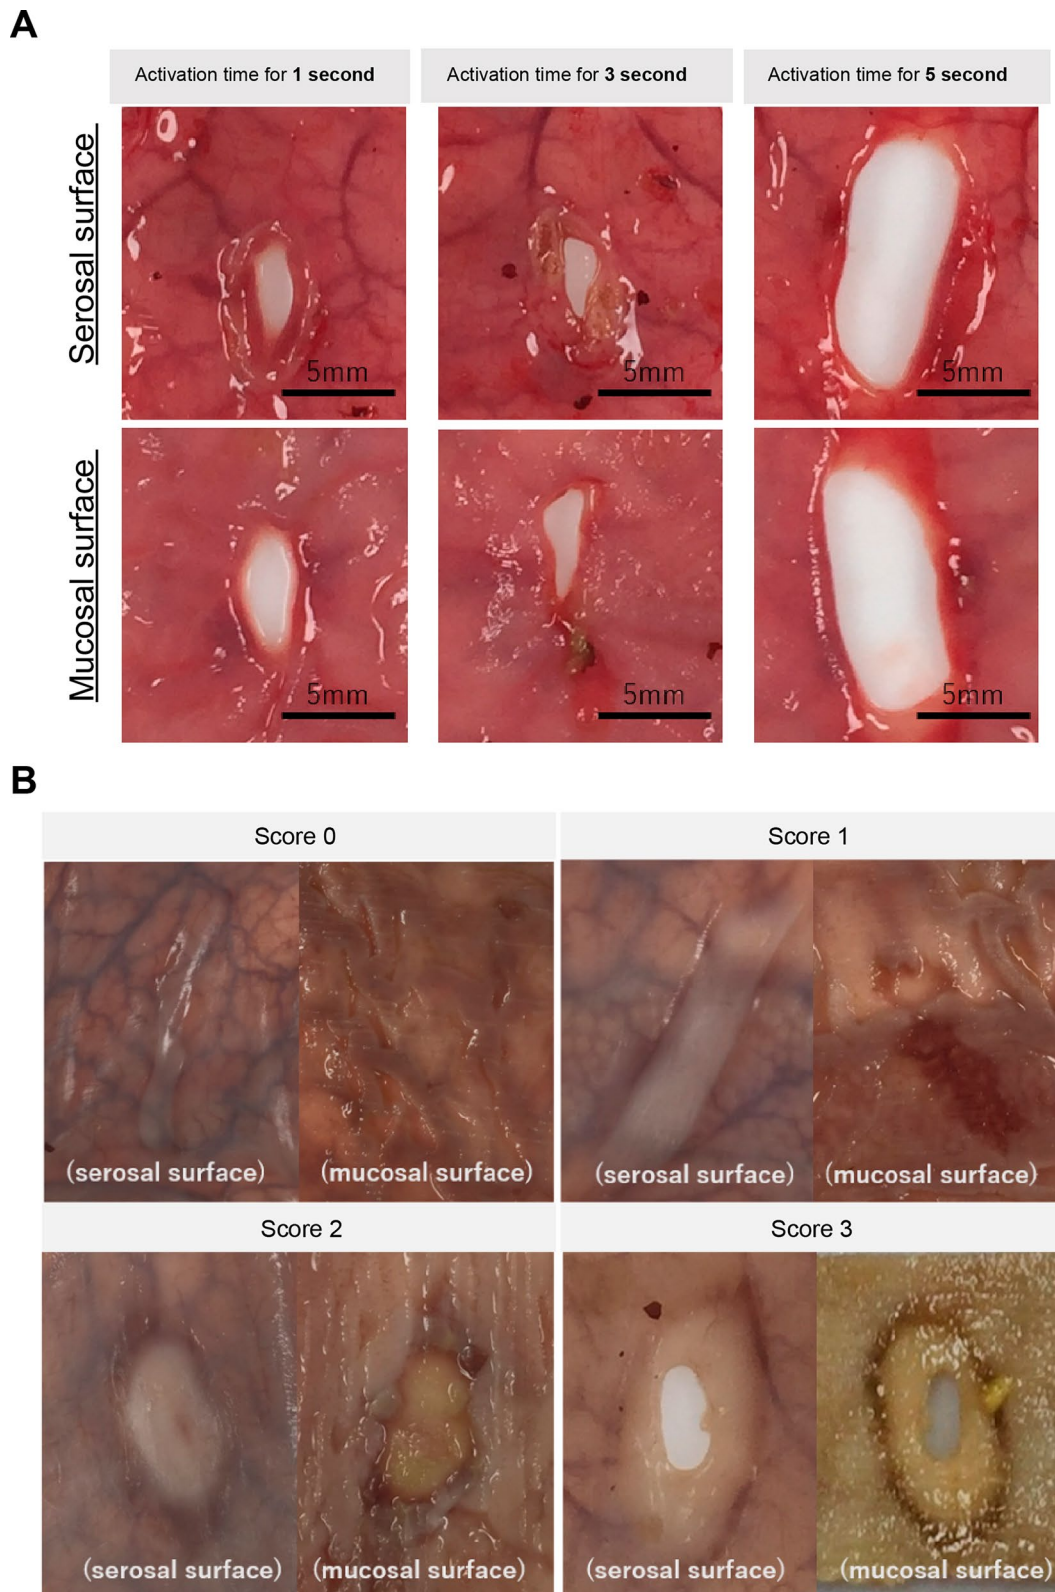 A
Activation time for 1 second
Activation time for 3 second
Activation time for 5 second
Serosal surface
5mm
5mm
5mm
Mucosal surface
5mm
5mm
5mm
B
Score 0
Score 1
(serosal surface)
(mucosal surface)
(serosal surface)
(mucosal surface)
Score 2
Score 3
(serosal surface)
(mucosal surface)
(serosal surface)
(mucosal surface)